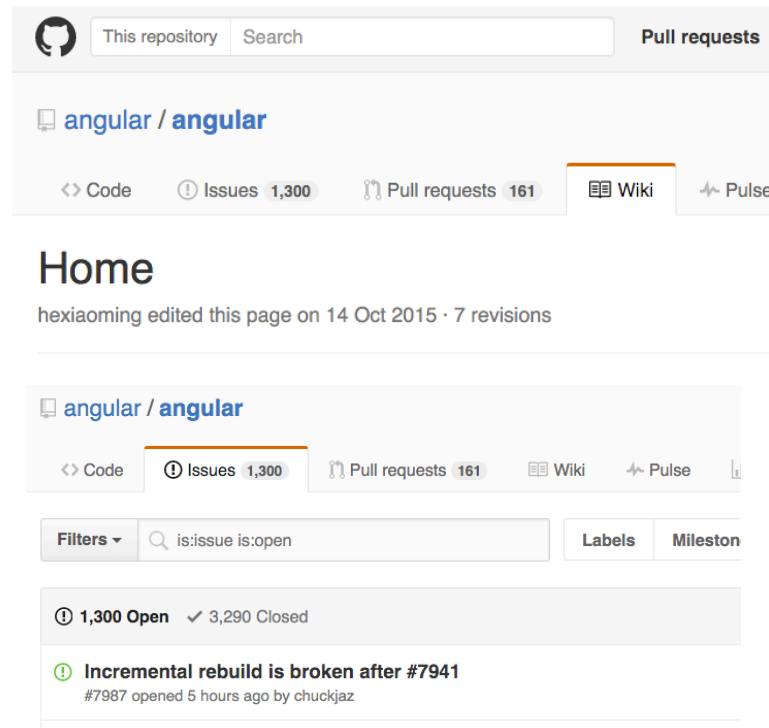 This repository Search Pull requests
angular / angular
Code Issues 1,300 Pull requests 161 Wiki Pulse
Home
hexiaoming edited this page on 14 Oct 2015 · 7 revisions
angular / angular
Code Issues 1,300 Pull requests 161 Wiki Pulse
Filters is:issue is:open Labels Mileston
1,300 Open 3,290 Closed
Incremental rebuild is broken after #7941
#7987 opened 5 hours ago by chuckjaz